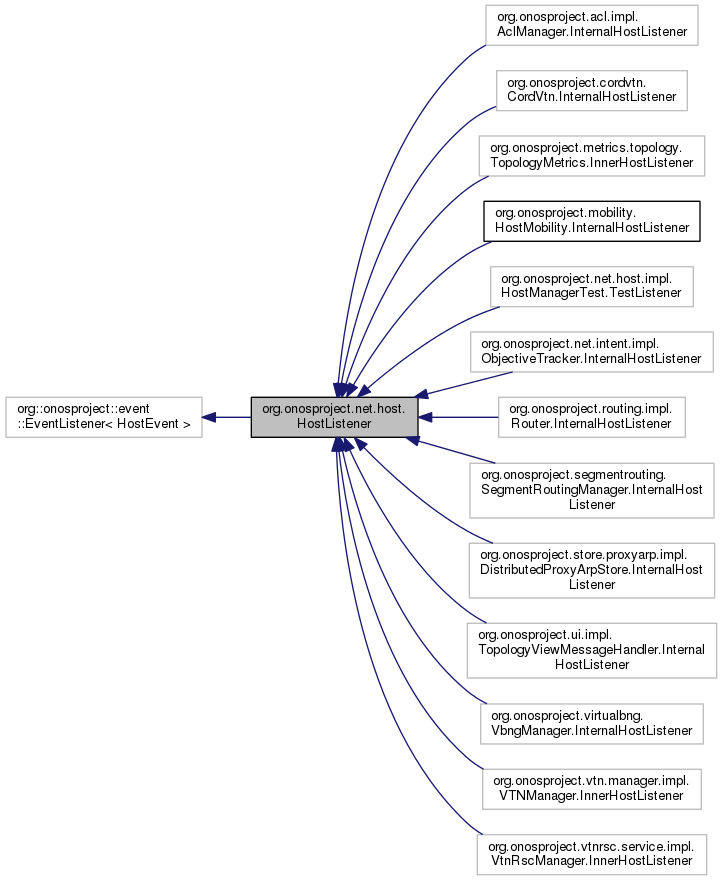 org.onosproject.acl.impl.
AclManager.InternalHostListener
org.onosproject.cordvtn.
CordVtn.InternalHostListener
org.onosproject.metrics.topology.
TopologyMetrics.InnerHostListener
org.onosproject.mobility.
HostMobility.InternalHostListener
org.onosproject.net.host.impl.
HostManagerTest.TestListener
org.onosproject.net.intent.impl.
ObjectiveTracker.InternalHostListener
org::onosproject::event
::EventListener< HostEvent >
org.onosproject.net.host.
HostListener
org.onosproject.routing.impl.
Router.InternalHostListener
org.onosproject.segmentrouting.
SegmentRoutingManager.InternalHost
Listener
org.onosproject.store.proxyarp.impl.
DistributedProxyArpStore.InternalHost
Listener
org.onosproject.ui.impl.
TopologyViewMessageHandler.Internal
HostListener
org.onosproject.virtualbng.
VbngManager.InternalHostListener
org.onosproject.vtn.manager.impl.
VTNManager.InnerHostListener
org.onosproject.vtnrsc.service.impl.
VtnRscManager.InnerHostListener